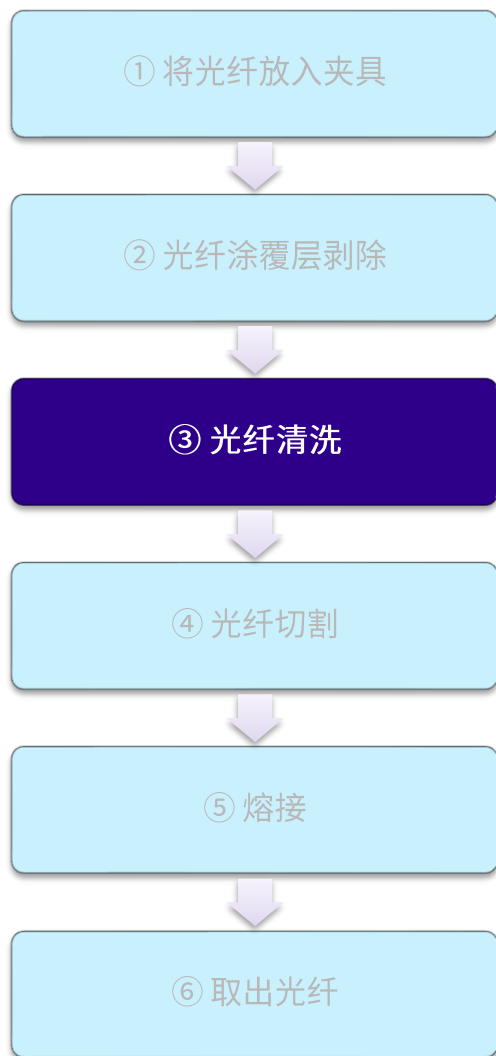 ① 将光纤放入夹具
② 光纤涂覆层剥除
③ 光纤清洗
④ 光纤切割
⑤ 熔接
⑥ 取出光纤